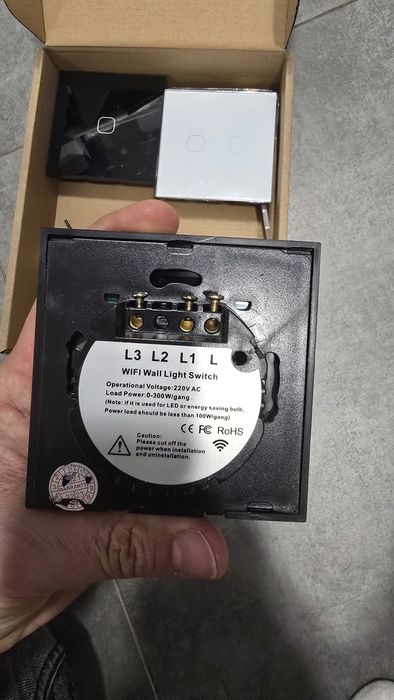 L3 L2 L1 L
WIFI Wall Light Switch
Operational Voltage:220V AC
Load Power:0-300W/gang .
(Note: if it is used for LED or energy saving bulb.
Power load should be less than 100W/gang)
CE FC RoHS
Caution:
Please cut off the
power when installation
and uninstallation.